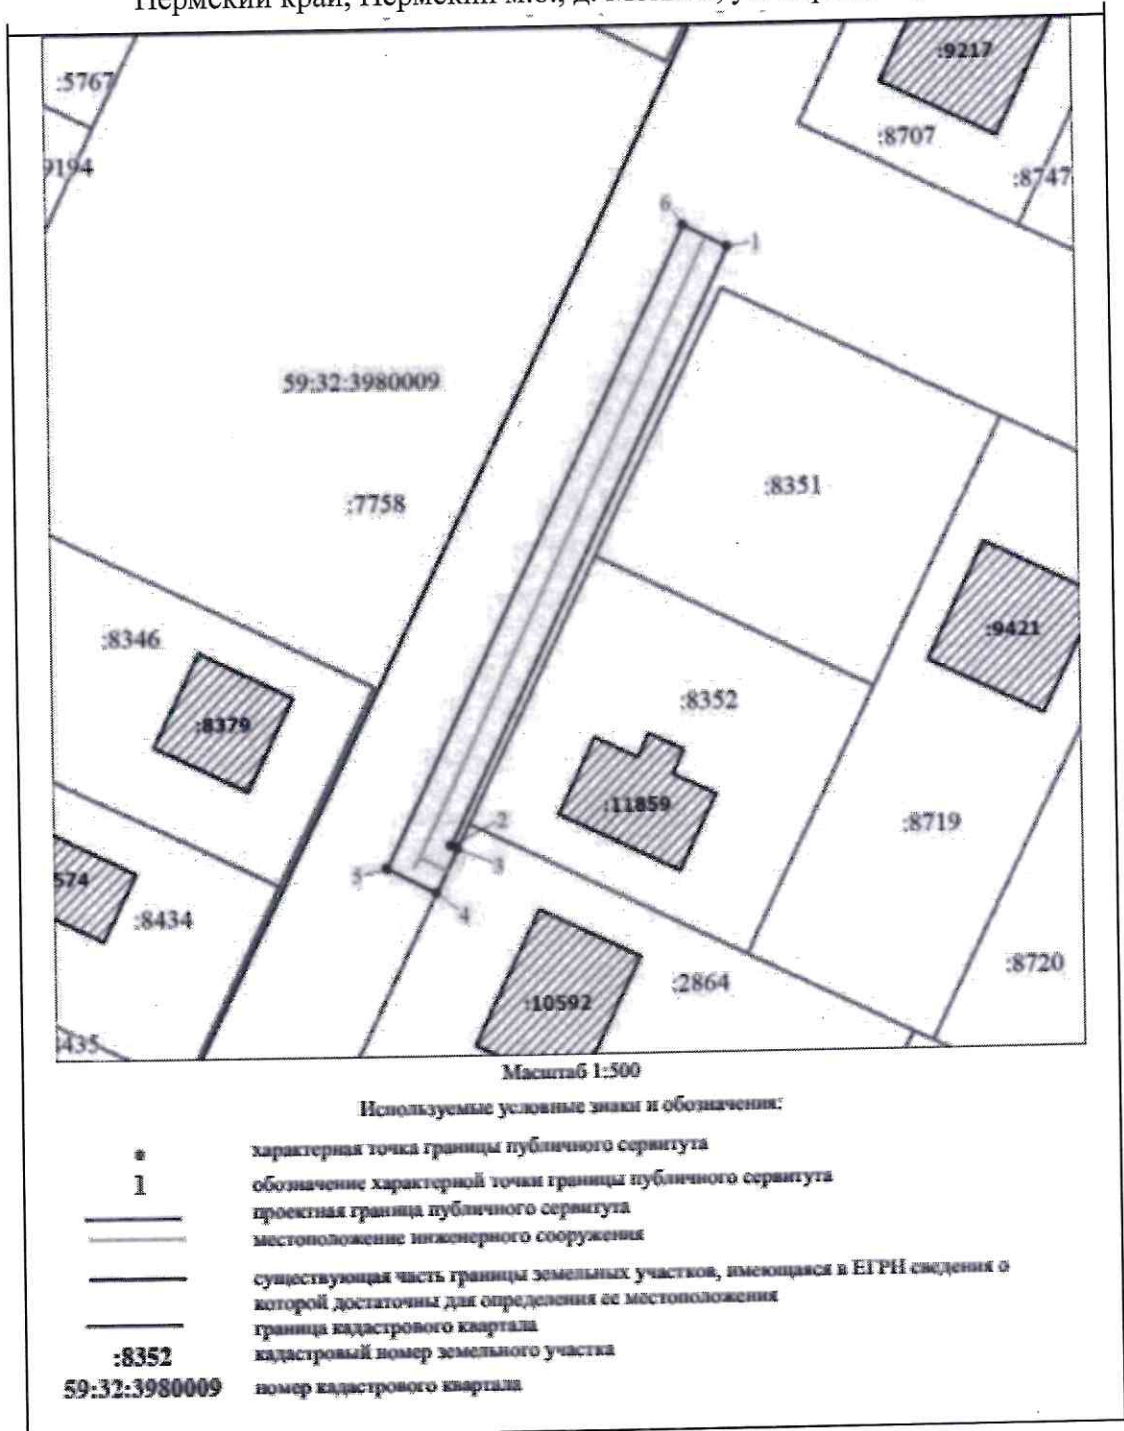 Пермский край, Пермский м.о., д.
:9217
:5767
:8707
9194
:8747
6
1
59:32:3980009
:8351
:7758
:9421
:8346
:8352
:8379
:11859
:8719
2
3
5
574
4
:8434
:8720
:2864
:10592
8435
Масштаб 1:500
Используемые условные знаки и обозначения:
характерная точка границы публичного сервитута
1 обозначение характерной точки границы публичного сервитута
проектная граница публичного сервитута
местоположение инженерного сооружения
существующая часть границы земельных участков, имеющаяся в ЕГРН сведения о
которой достаточны для определения ее местоположения
граница кадастрового квартала
:8352 кадастровый номер земельного участка
59:32:3980009 номер кадастрового квартала